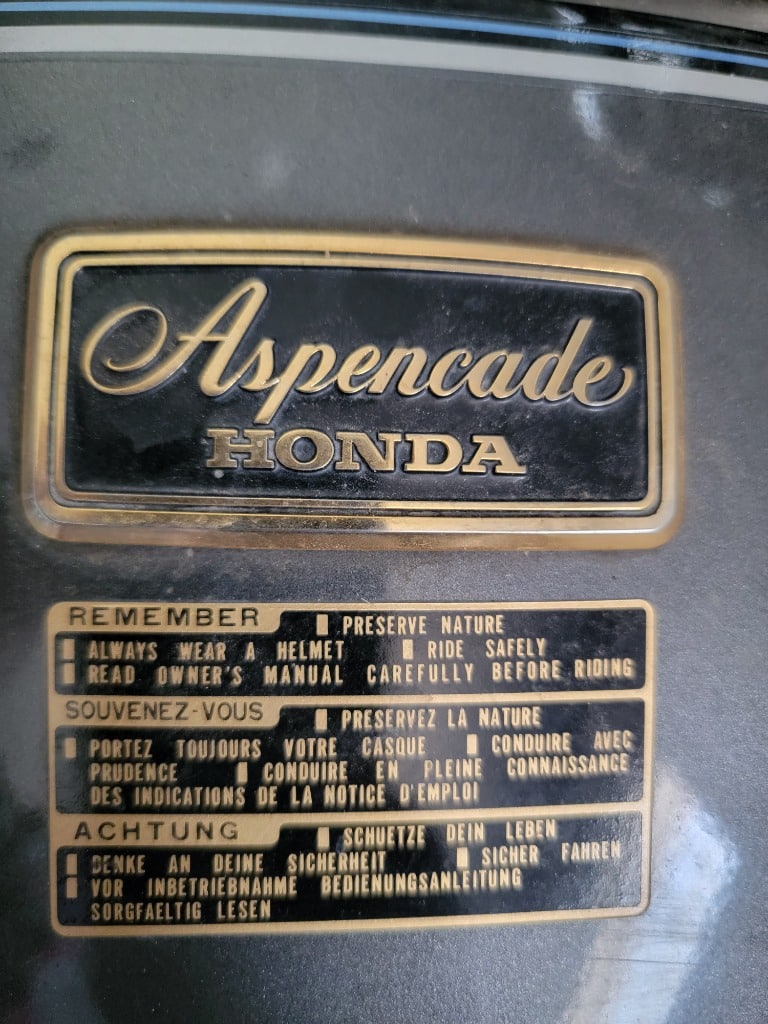 Aspencade
HONDA
REMEMBER ▮ PRESERVE NATURE
▮ ALWAYS WEAR A HELMET ▮ RIDE SAFELY
▮ READ OWNER'S MANUAL CAREFULLY BEFORE RIDING
SOUVENEZ-VOUS ▮ PRESERVEZ LA NATURE
▮ PORTEZ TOUJOURS VOTRE CASQUE ▮ CONDUIRE AVEC
PRUDENCE ▮ CONDUIRE EN PLEINE CONNAISSANCE
DES INDICATIONS DE LA NOTICE D'EMPLOI
ACHTUNG ▮ SCHUETZE DEIN LEBEN
▮ DENKE AN DEINE SICHERHEIT ▮ SICHER FAHREN
▮ VOR INBETRIEBNAHME BEDIENUNGSANLEITUNG
SORGFAELTIG LESEN